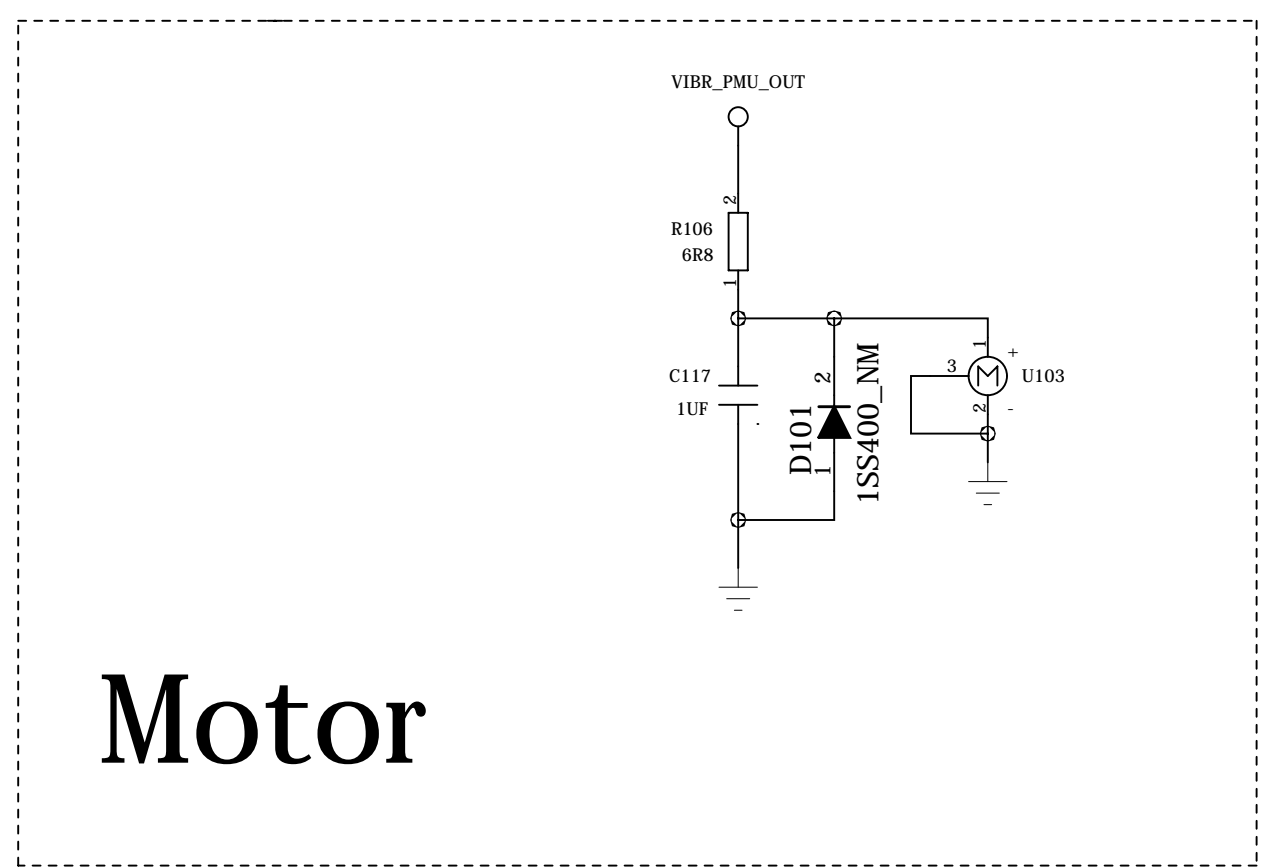 VIBR_PMU_OUT
2
R106
6R8
1
1
+
3
M
U103
C117
2
1UF
2
-
D101
1
1SS400_NM
Motor